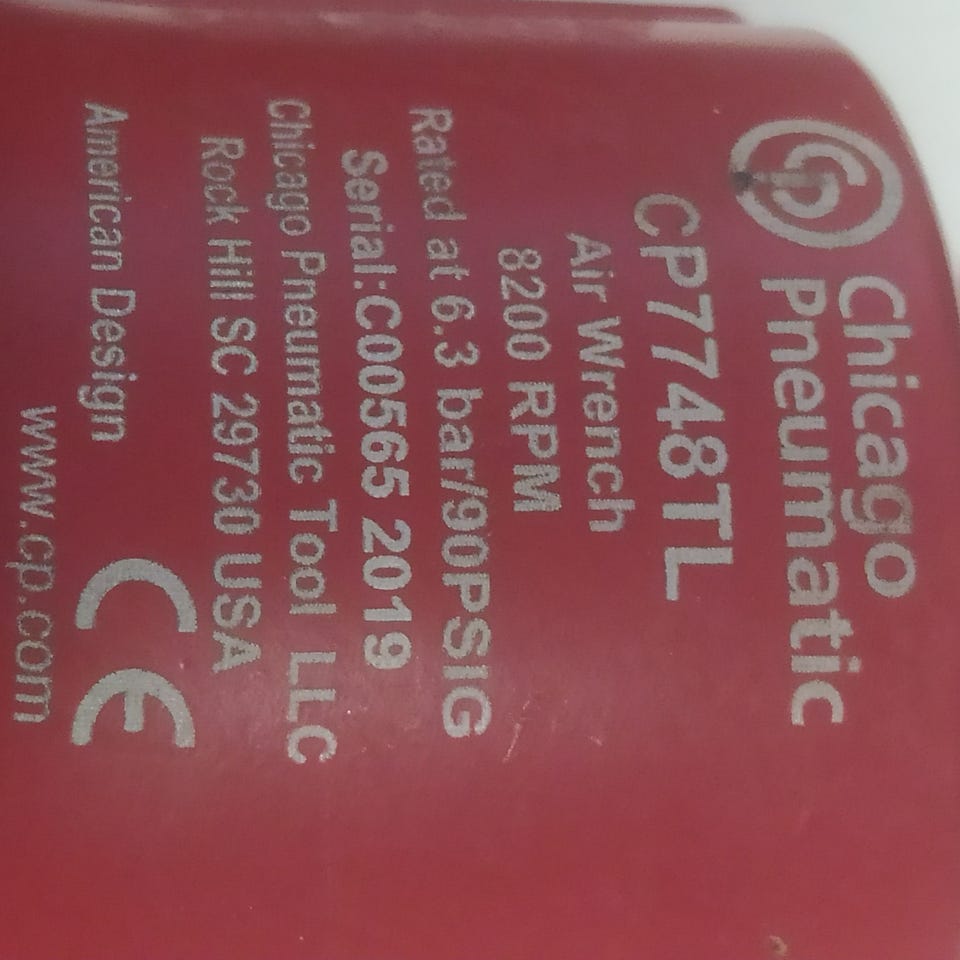 CP
Chicago
Pneumatic
CP7748TL
Air Wrench
8200 RPM
Rated at 6.3 bar/90PSIG
Serial:C00565 2019
Chicago Pneumatic Tool LLC
Rock Hill SC 29730 USA
American Design
CE
www.cp.com